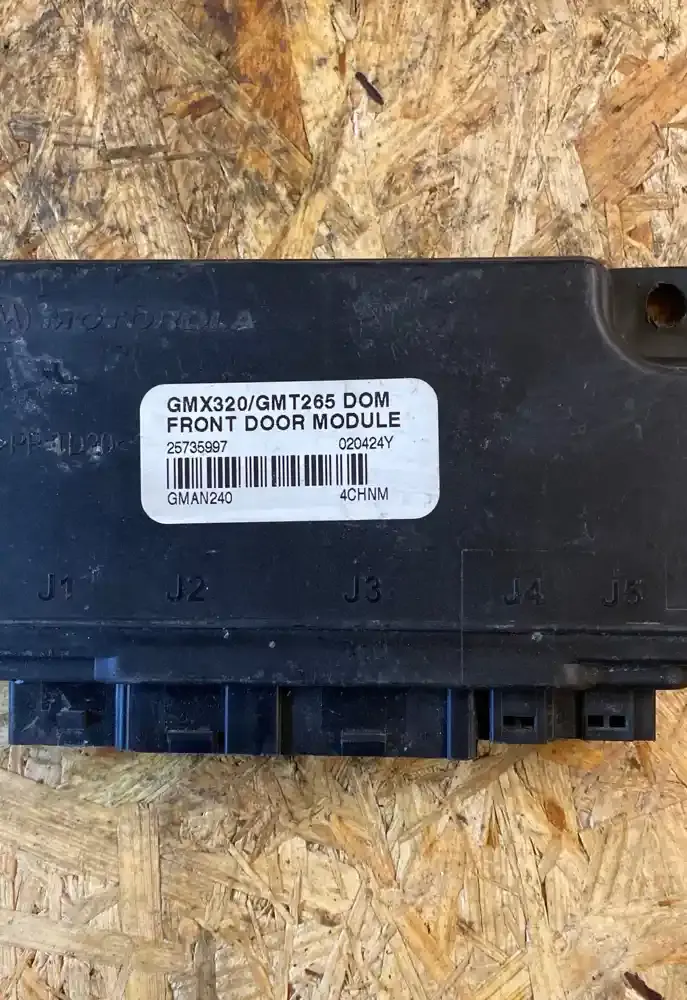 MOTOROLA
GMX320/GMT265 DOM
FRONT DOOR MODULE
25735997 020424Y
GMAN240 4CHNM
J1 J2 J3 J4 J5